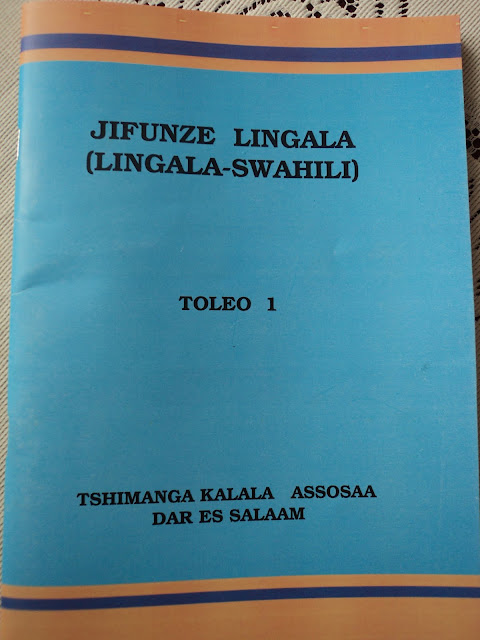 JIFUNZE LINGALA
(LINGALA-SWAHILI)
TOLEO 1
TSHIMANGA KALALA ASSOSAA
DAR ES SALAAM